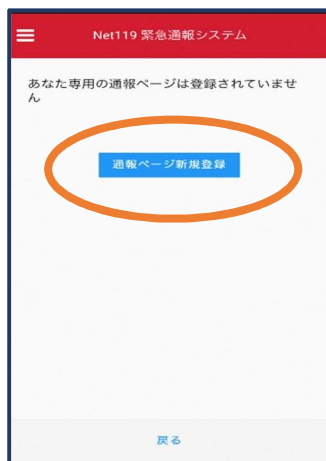 Net119 緊急通報システム
あなた専用の通報ページは登録されていませ
ん
通報ページ新規登録
戻る